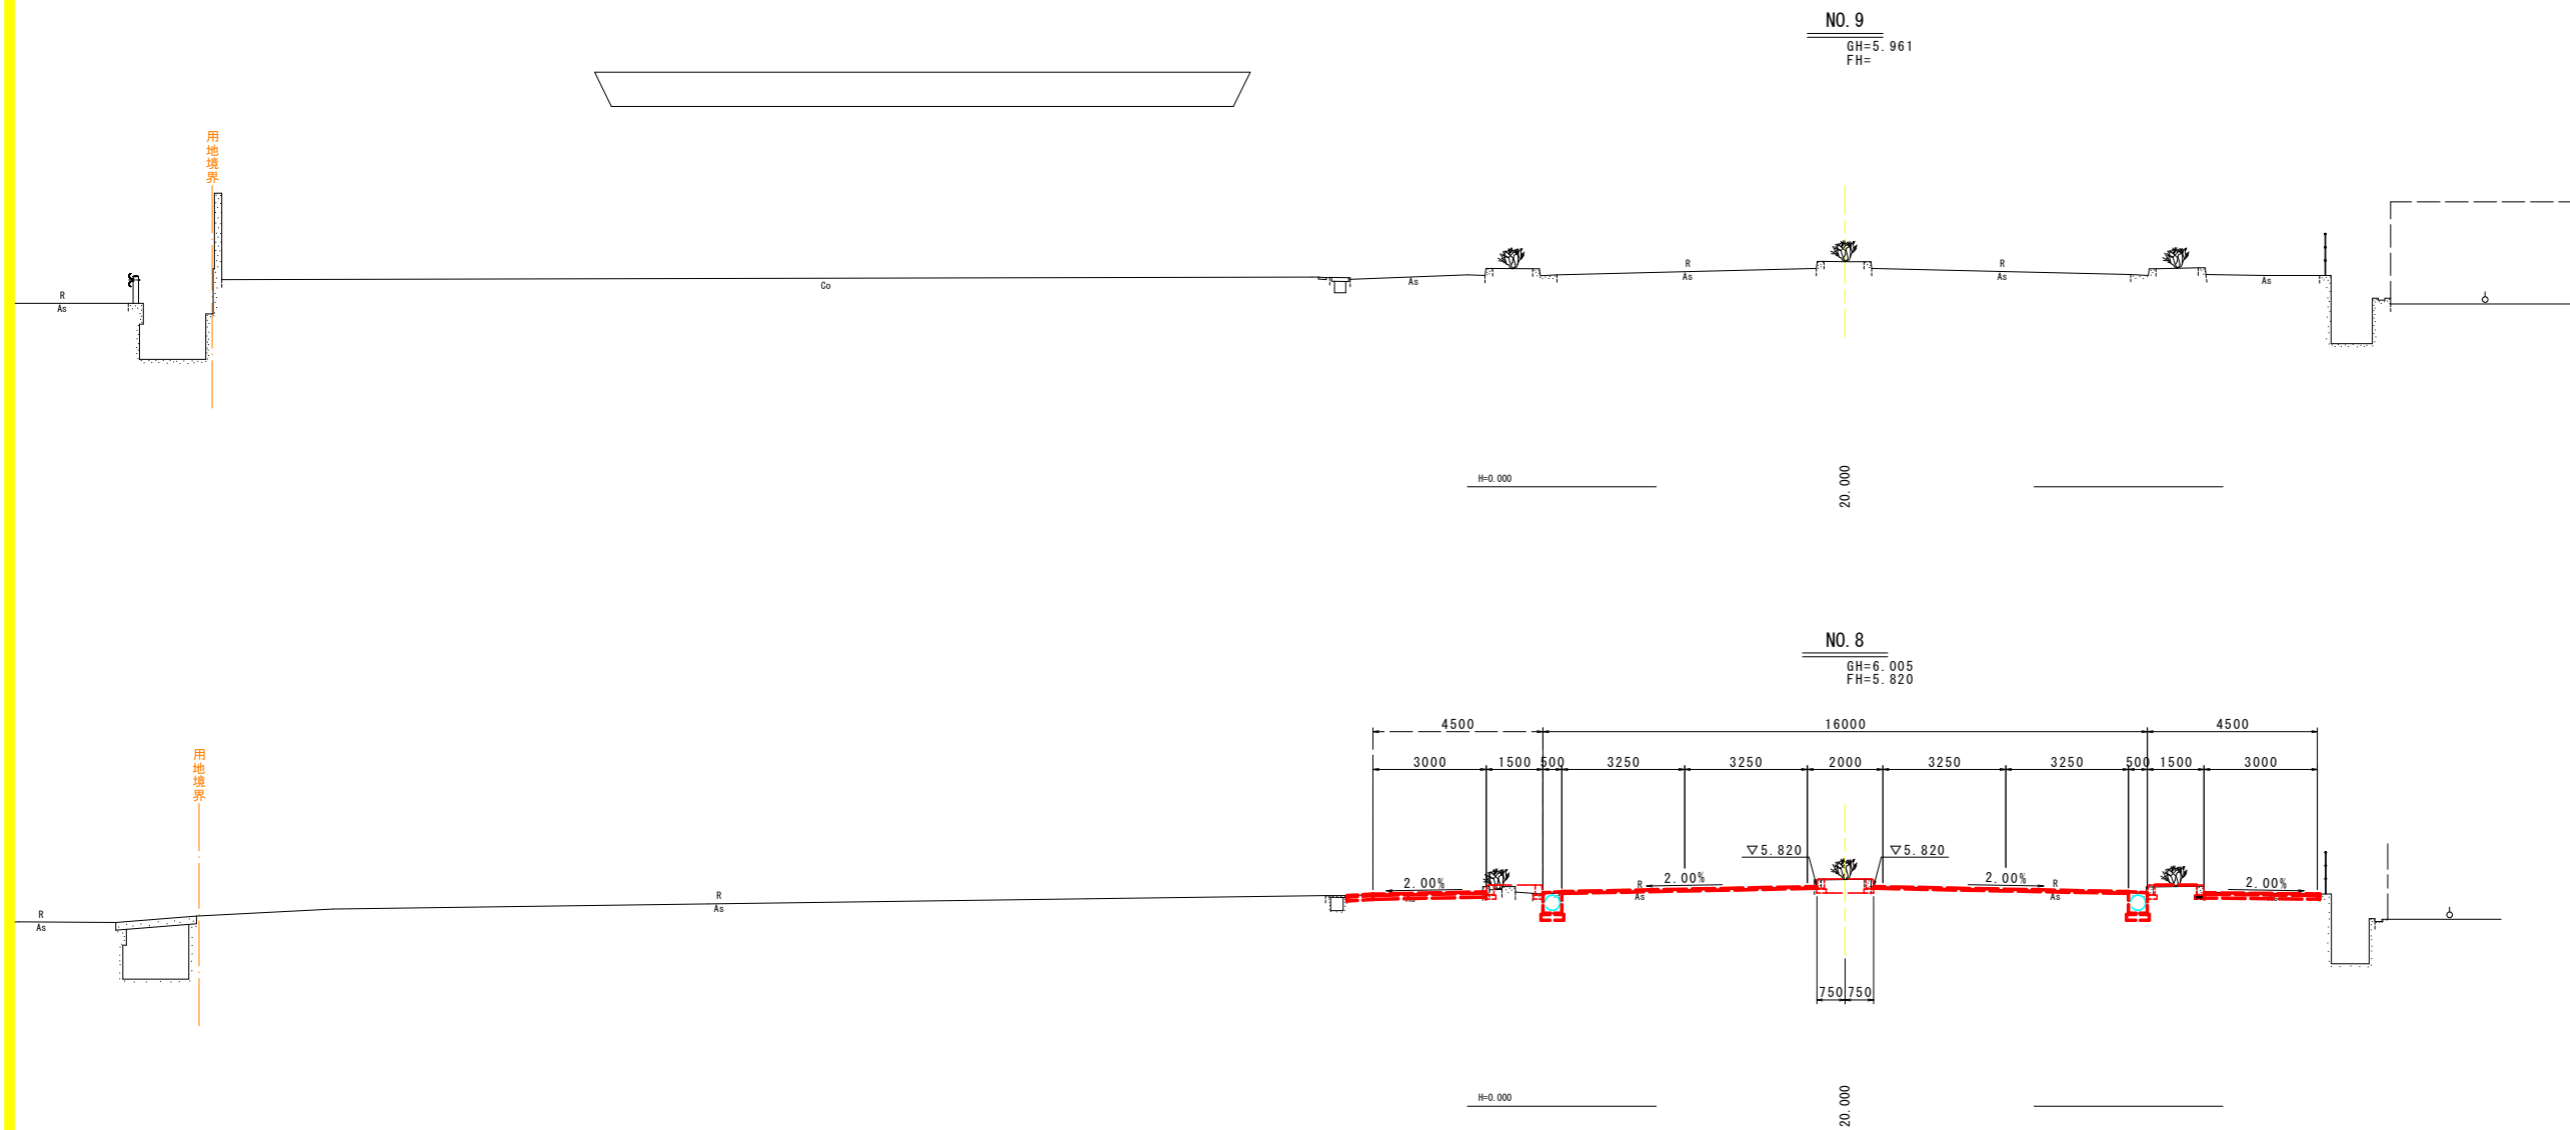 NO. 9
GH=5. 961
FH=
用地境界
R
As
Co
As
R
As
R
As
As
H=0. 000
20. 000
NO. 8
GH=6. 005
FH=5. 820
4500
16000
4500
用地境界
3000
1500
500
3250
3250
2000
3250
3250
500
1500
3000
▽5. 820
▽5. 820
2. 00%
2. 00%
2. 00%
2. 00%
R
As
R
As
As
R
As
R
As
750
750
H=0. 000
20. 000